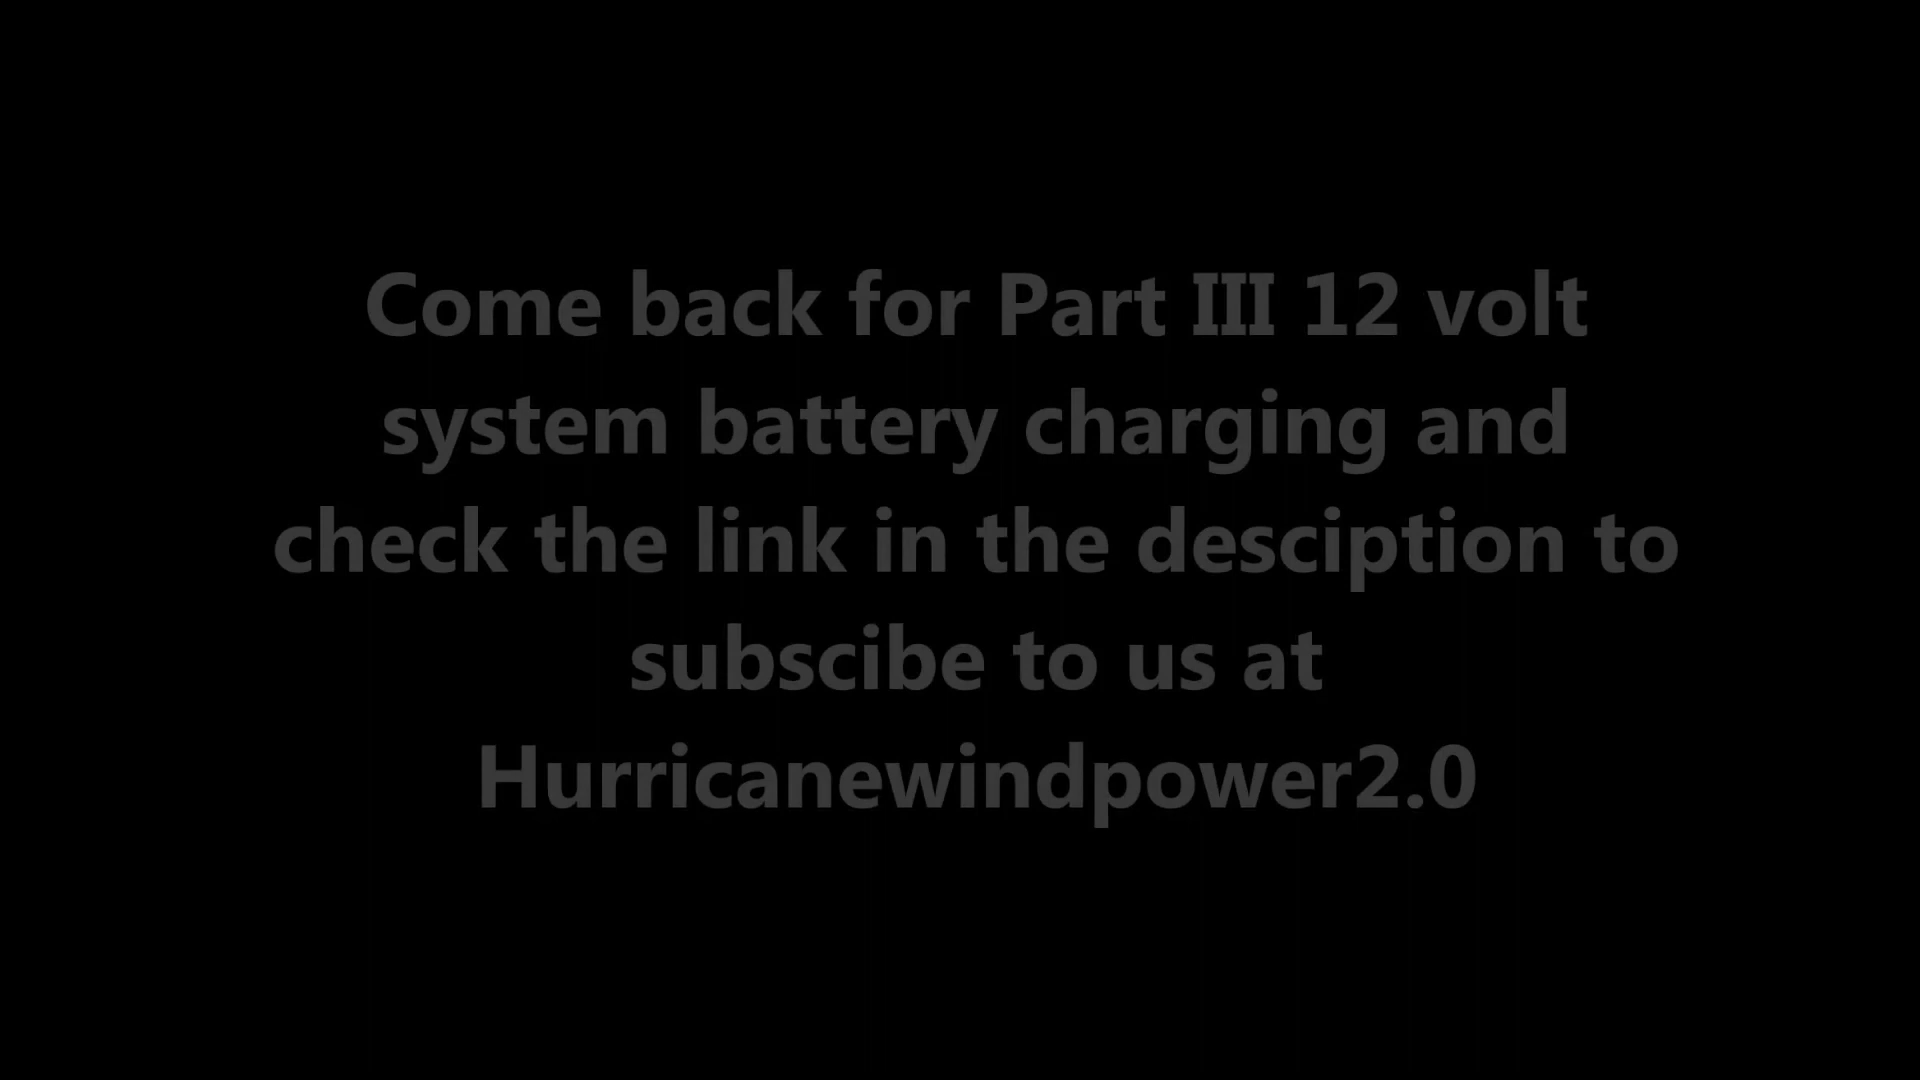 Come back for Part III 12 volt
system battery charging and
check the link in the desciption to
subscibe to us at
Hurricanewindpower2.0